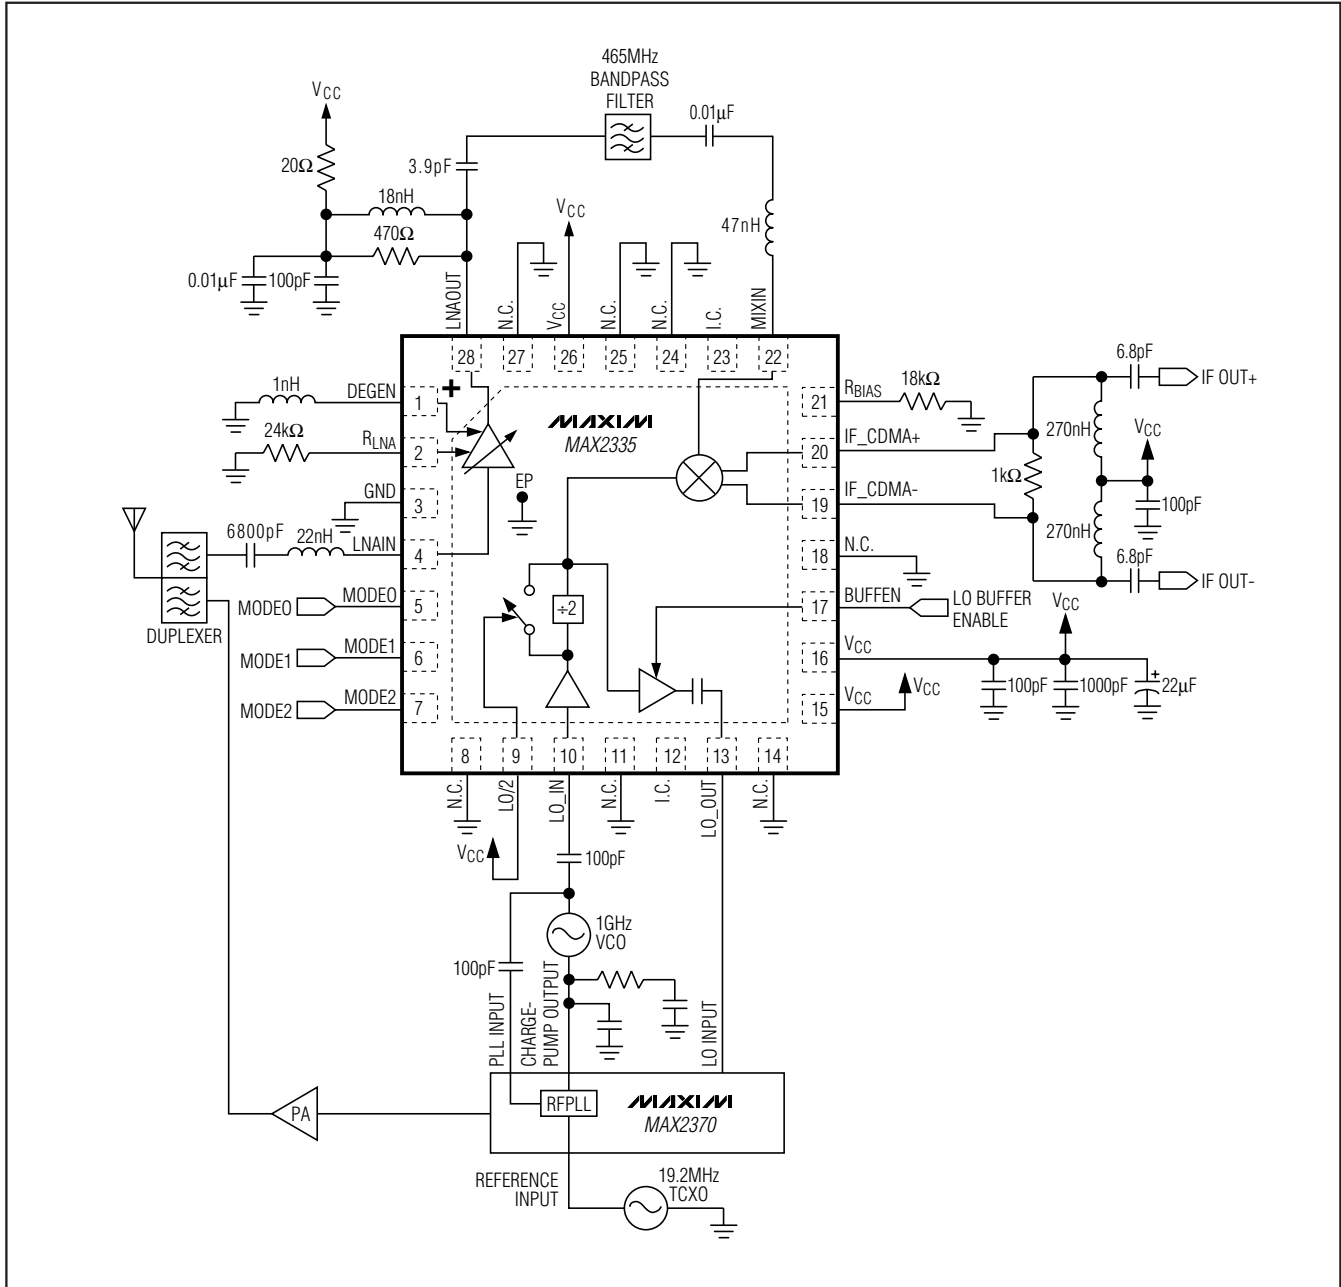 465MHz
BANDPASS
FILTER
0.01µF
VCC
20Ω
3.9pF
18nH
470Ω
0.01µF
100pF
VCC
47nH
LNAOUT
N.C.
VCC
N.C.
N.C.
I.C.
MIXIN
28
27
26
25
24
23
22
1nH
DEGEN
1
+
24kΩ
RLNA
2
GND
3
6800pF
22nH
LNAIN
4
DUPLEXER
MODE0
MODE0
5
MODE1
MODE1
6
MODE2
MODE2
7
MAXIM
MAX2335
EP
÷2
21
RBIAS
18kΩ
20
IF_CDMA+
19
IF_CDMA-
18
N.C.
17
BUFFEN
LO BUFFER
ENABLE
16
VCC
15
VCC
VCC
6.8pF
IF OUT+
270nH
VCC
1kΩ
100pF
270nH
6.8pF
IF OUT-
VCC
100pF
1000pF
+
22µF
8
9
10
11
12
13
14
N.C.
LO/2
LO_IN
N.C.
I.C.
LO_OUT
N.C.
VCC
100pF
1GHz
VCO
100pF
PLL INPUT
CHARGE-
PUMP OUTPUT
LO INPUT
PA
RFPLL
MAXIM
MAX2370
REFERENCE
INPUT
19.2MHz
TCXO